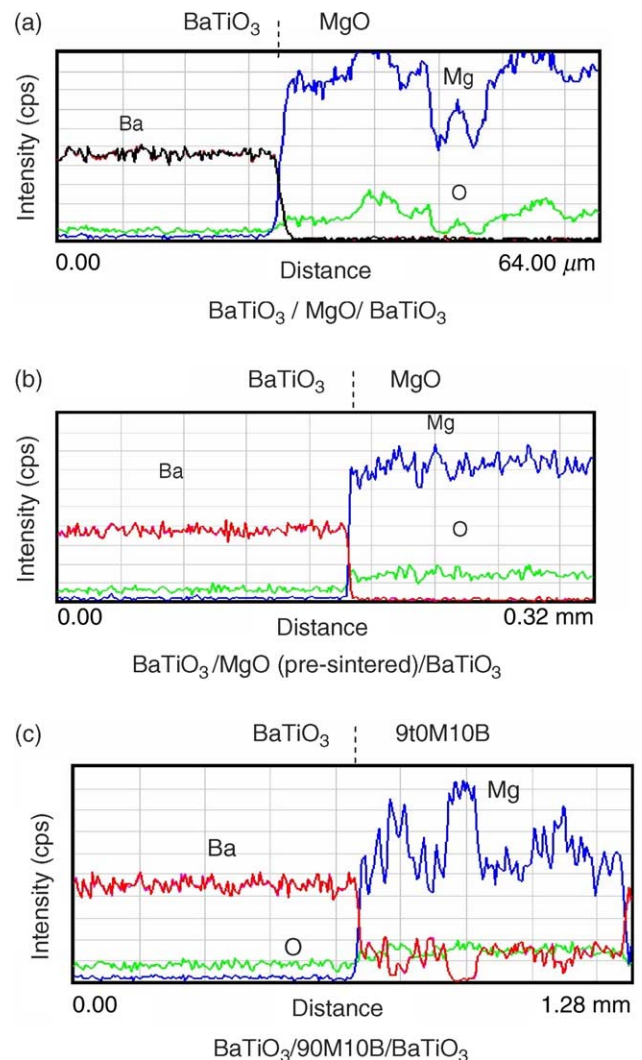 (a)
BaTiO₃ MgO
Intensity (cps)
Ba
Mg
O
0.00 Distance 64.00 μm
BaTiO₃ / MgO/ BaTiO₃
(b)
BaTiO₃ MgO
Intensity (cps)
Mg
Ba
O
0.00 Distance 0.32 mm
BaTiO₃/MgO (pre-sintered)/BaTiO₃
(c)
BaTiO₃ 9t0M10B
Intensity (cps)
Mg
Ba
O
0.00 Distance 1.28 mm
BaTiO₃/90M10B/BaTiO₃